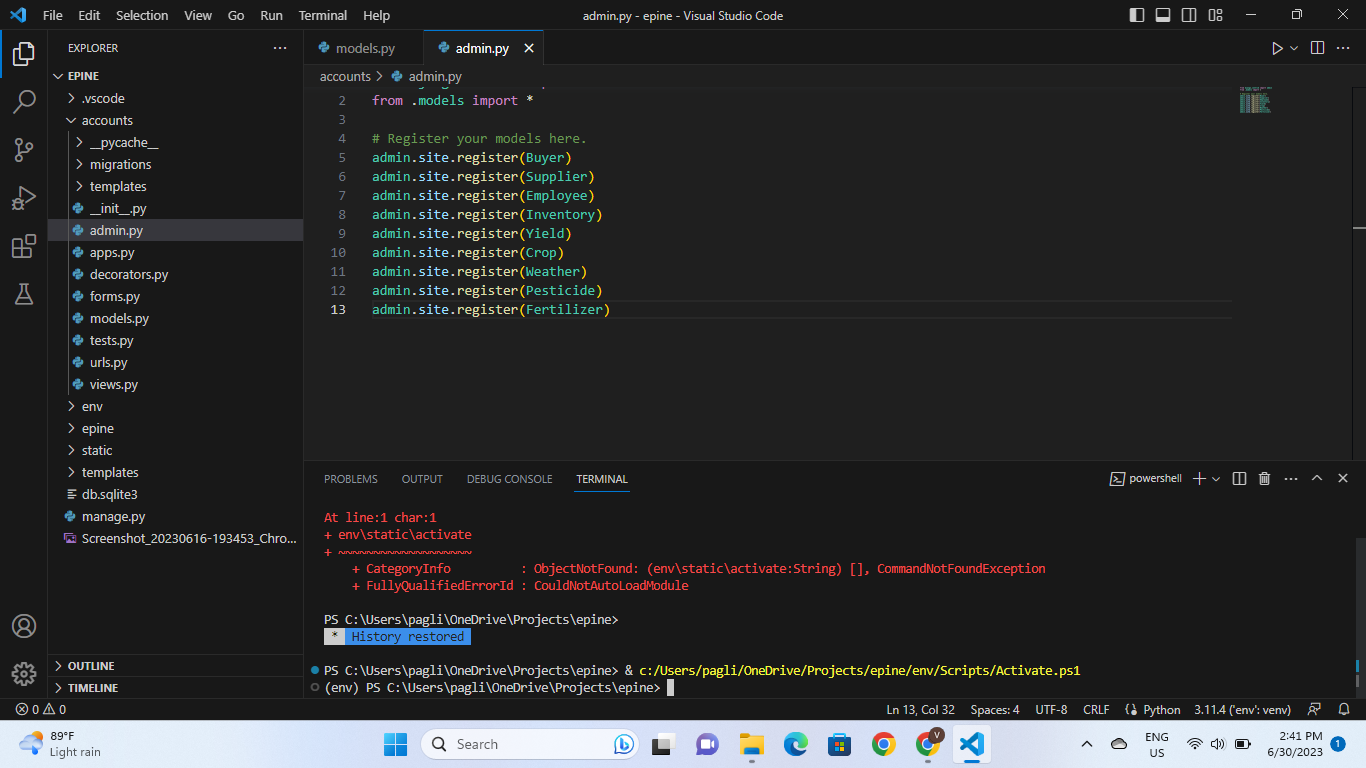 File Edit Selection View Go Run Terminal Help
admin.py - epine - Visual Studio Code
EXPLORER
EPINE
.vscode
accounts
__pycache__
migrations
templates
__init__.py
admin.py
apps.py
decorators.py
forms.py
models.py
tests.py
urls.py
views.py
env
epine
static
templates
db.sqlite3
manage.py
Screenshot_20230616-193453_Chro...
OUTLINE
TIMELINE
models.py
admin.py
accounts > admin.py
2 from .models import *
3
4 # Register your models here.
5 admin.site.register(Buyer)
6 admin.site.register(Supplier)
7 admin.site.register(Employee)
8 admin.site.register(Inventory)
9 admin.site.register(Yield)
10 admin.site.register(Crop)
11 admin.site.register(Weather)
12 admin.site.register(Pesticide)
13 admin.site.register(Fertilizer)
PROBLEMS OUTPUT DEBUG CONSOLE TERMINAL
powershell
At line:1 char:1
+ env\static\activate
+ ~~~~~~~~~~~~~~~~~~~
+ CategoryInfo : ObjectNotFound: (env\static\activate:String) [], CommandNotFoundException
+ FullyQualifiedErrorId : CouldNotAutoLoadModule
PS C:\Users\pagli\OneDrive\Projects\epine>
* History restored
PS C:\Users\pagli\OneDrive\Projects\epine> & c:/Users/pagli/OneDrive/Projects/epine/env/Scripts/Activate.ps1
(env) PS C:\Users\pagli\OneDrive\Projects\epine>
0 0
Ln 13, Col 32 Spaces: 4 UTF-8 CRLF Python 3.11.4 ('env': venv)
89°F
Light rain
Search
V
ENG
US
2:41 PM
6/30/2023
1